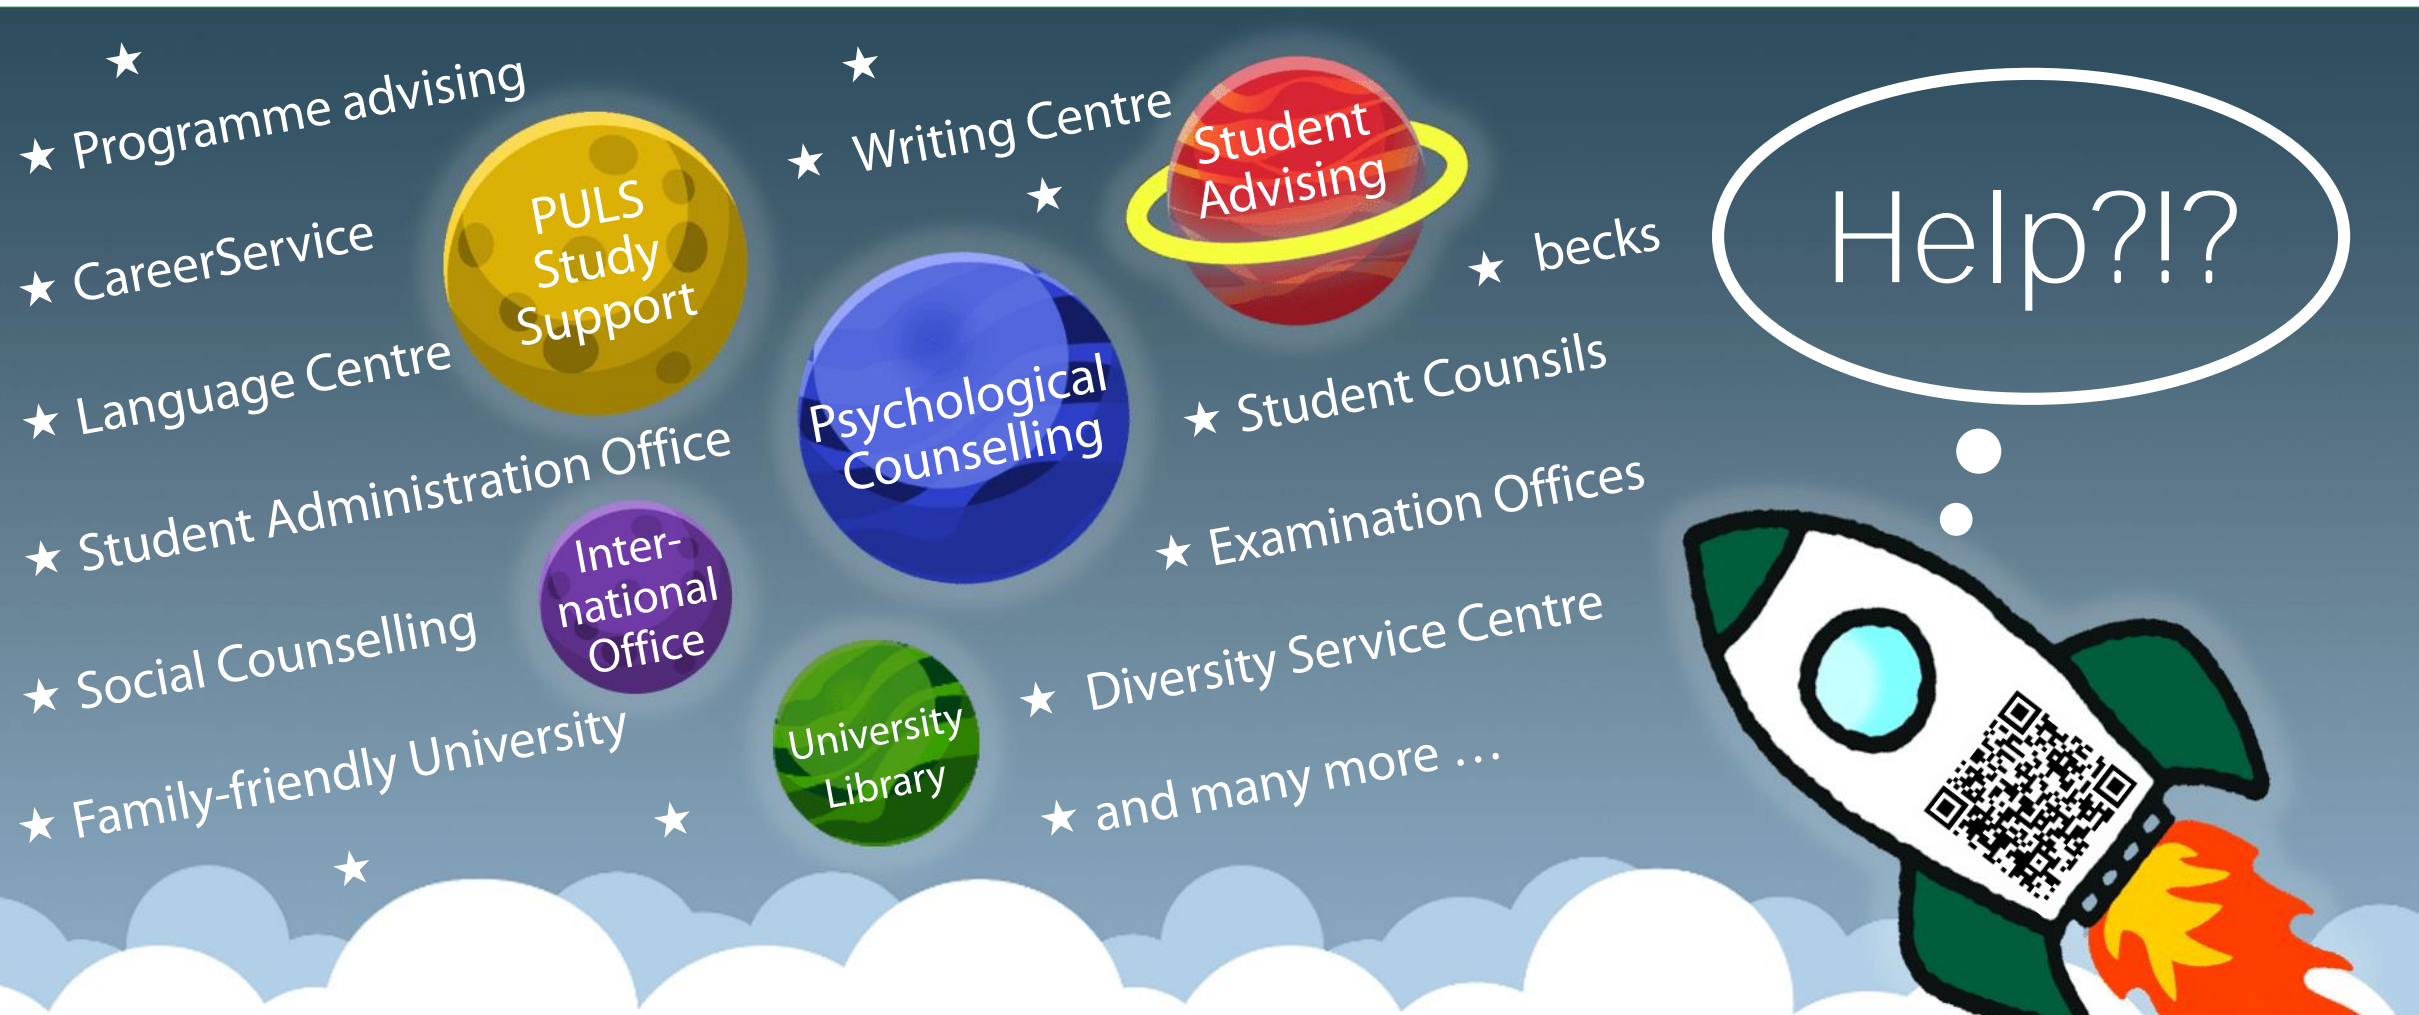 Programme advising
CareerService
Language Centre
Student Administration Office
Social Counselling
Family-friendly University
PULS
Study
Support
Inter-
national
Office
Writing Centre
Psychological
Counselling
University
Library
Student
Advising
becks
Student Counsils
Examination Offices
Diversity Service Centre
and many more …
Help?!?